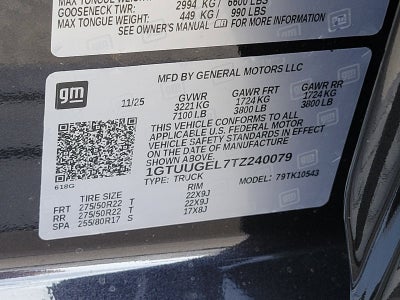 MAX TONGUE WEIGHT: 2994 KG / 6600 LBS
GOOSENECK TWR: 449 KG / 990 LBS
MAX TONGUE WEIGHT:
SEE OWNER'S MANUAL FOR MORE INFORMATION
MFD BY GENERAL MOTORS LLC
gm
11/25 GVWR GAWR FRT GAWR RR
3221 KG 1724 KG 1724 KG
7100 LB 3800 LB 3800 LB
THIS VEHICLE CONFORMS TO ALL
APPLICABLE U.S. FEDERAL MOTOR
VEHICLE SAFETY STANDARDS IN EFFECT
ON THE DATE OF MANUFACTURE
SHOWN ABOVE.
1GTUUGEL7TZ240079
618G
TYPE: TRUCK MODEL: 79TK10543
TIRE SIZE RIM
FRT 275/50R22 T 22X9J
RR 275/50R22 T 22X9J
SPA 255/80R17 S 17X8J